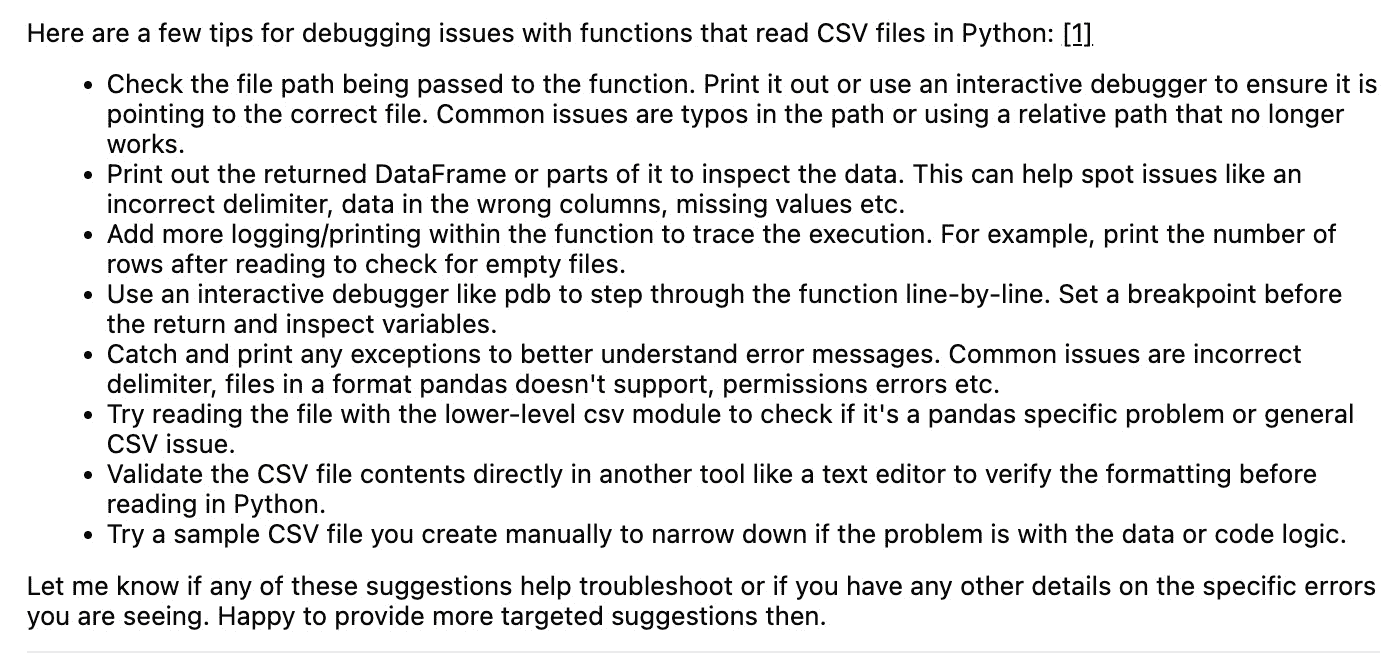 Here are a few tips for debugging issues with functions that read CSV files in Python: [1]
• Check the file path being passed to the function. Print it out or use an interactive debugger to ensure it is
pointing to the correct file. Common issues are typos in the path or using a relative path that no longer
works.
• Print out the returned DataFrame or parts of it to inspect the data. This can help spot issues like an
incorrect delimiter, data in the wrong columns, missing values etc.
• Add more logging/printing within the function to trace the execution. For example, print the number of
rows after reading to check for empty files.
• Use an interactive debugger like pdb to step through the function line-by-line. Set a breakpoint before
the return and inspect variables.
• Catch and print any exceptions to better understand error messages. Common issues are incorrect
delimiter, files in a format pandas doesn't support, permissions errors etc.
• Try reading the file with the lower-level csv module to check if it's a pandas specific problem or general
CSV issue.
• Validate the CSV file contents directly in another tool like a text editor to verify the formatting before
reading in Python.
• Try a sample CSV file you create manually to narrow down if the problem is with the data or code logic.
Let me know if any of these suggestions help troubleshoot or if you have any other details on the specific errors
you are seeing. Happy to provide more targeted suggestions then.